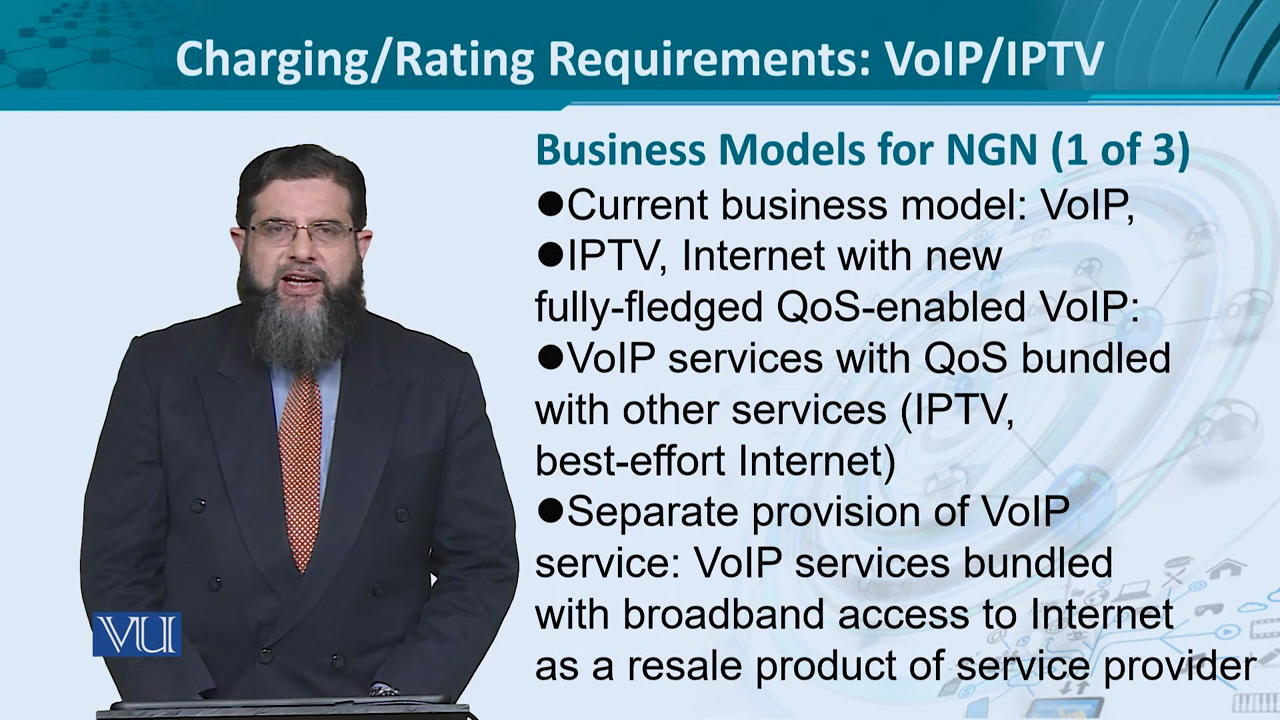 Charging/Rating Requirements: VoIP/IPTV
Business Models for NGN (1 of 3)
●Current business model: VoIP,
●IPTV, Internet with new
fully-fledged QoS-enabled VoIP:
●VoIP services with QoS bundled
with other services (IPTV,
best-effort Internet)
●Separate provision of VoIP
service: VoIP services bundled
with broadband access to Internet
as a resale product of service provider
VU